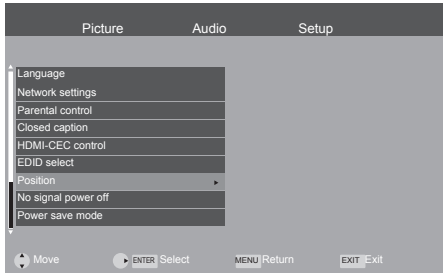 Picture Audio Setup
Language
Network settings
Parental control
Closed caption
HDMI-CEC control
EDID select
Position
No signal power off
Power save mode
Move ENTER Select MENU Return EXIT Exit